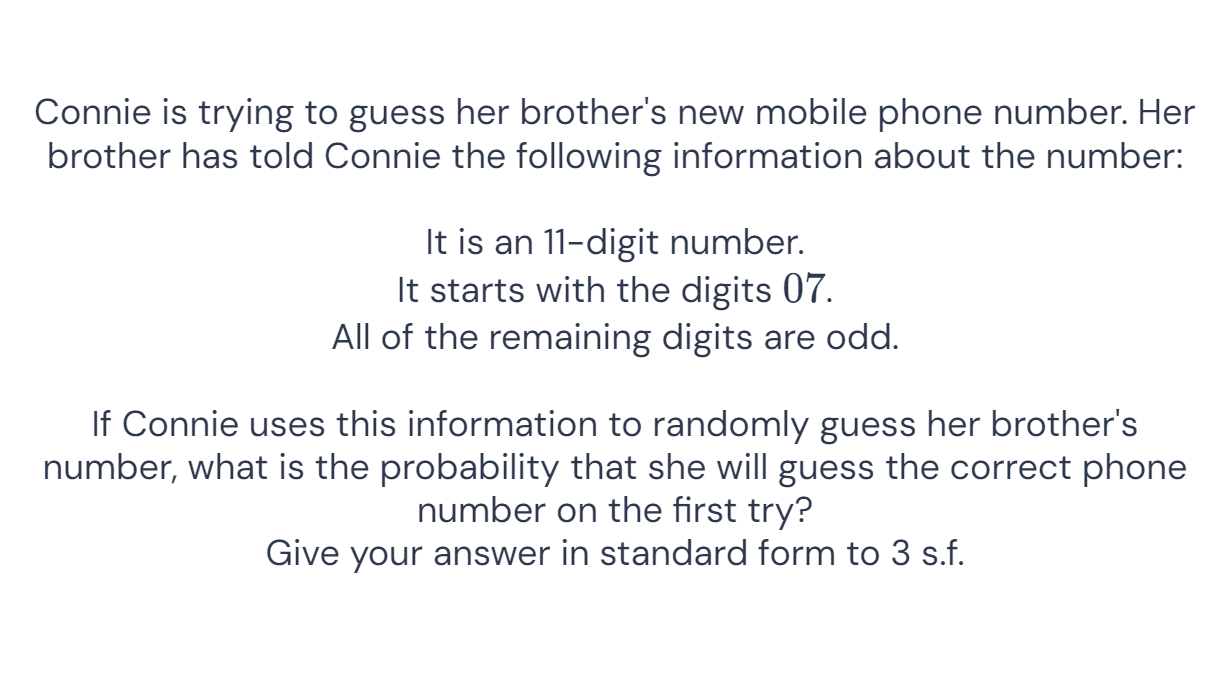 Connie is trying to guess her brother's new mobile phone number. Her
brother has told Connie the following information about the number:
It is an 11-digit number.
It starts with the digits 07.
All of the remaining digits are odd.
If Connie uses this information to randomly guess her brother's
number, what is the probability that she will guess the correct phone
number on the first try?
Give your answer in standard form to 3 s.f.